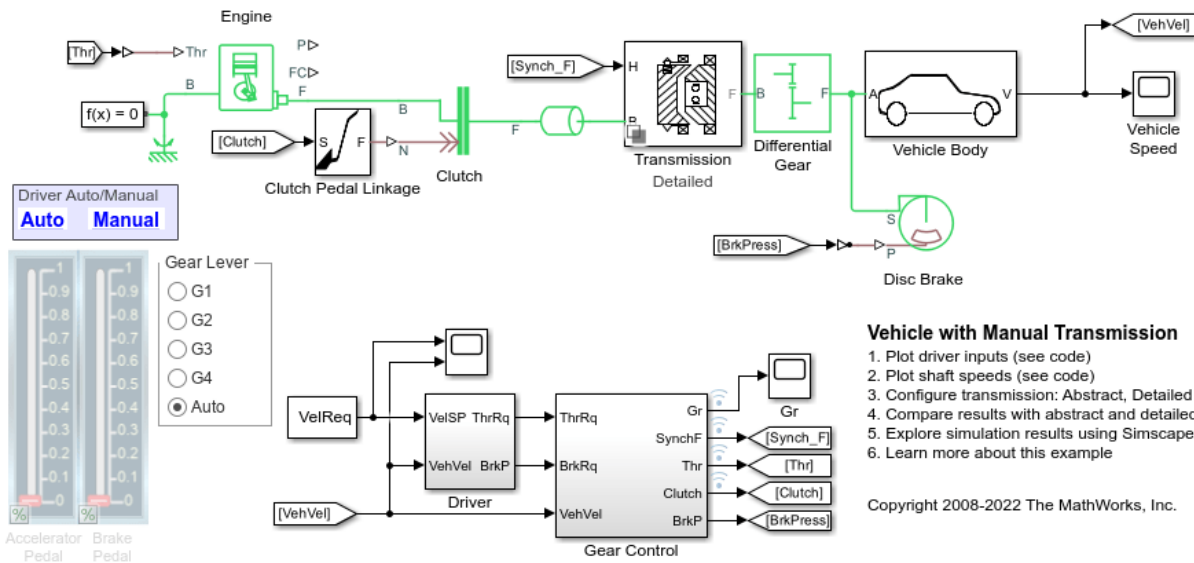 Engine
[Thr]
Thr
P
FC
F
B
f(x) = 0
B
[Clutch]
S F
N
Clutch Pedal Linkage
Clutch
F
[Synch_F]
H
F
Transmission
Detailed
B F
Differential
Gear
A V
Vehicle Body
[VehVel]
Vehicle
Speed
S
[BrkPress]
P
Disc Brake
Driver Auto/Manual
Auto Manual
1 1
0.9 0.9
0.8 0.8
0.7 0.7
0.6 0.6
0.5 0.5
0.4 0.4
0.3 0.3
0.2 0.2
0.1 0.1
0 0
% %
Accelerator
Pedal
Brake
Pedal
Gear Lever
G1
G2
G3
G4
Auto
VelReq
[VehVel]
VelSP ThrRq
VehVel BrkP
Driver
ThrRq
BrkRq
VehVel
Gr
SynchF
Thr
Clutch
BrkP
Gear Control
Gr
[Synch_F]
[Thr]
[Clutch]
[BrkPress]
Vehicle with Manual Transmission
1. Plot driver inputs (see code)
2. Plot shaft speeds (see code)
3. Configure transmission: Abstract, Detailed
4. Compare results with abstract and detailed
5. Explore simulation results using Simscape
6. Learn more about this example
Copyright 2008-2022 The MathWorks, Inc.